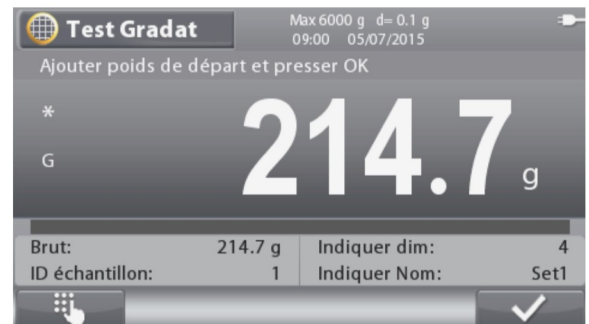 Test Gradat
Max 6000 g  d= 0.1 g
09:00  05/07/2015
Ajouter poids de départ et presser OK
*
214.7 g
G
Brut: 214.7 g
Indiquer dim: 4
ID échantillon: 1
Indiquer Nom: Set1